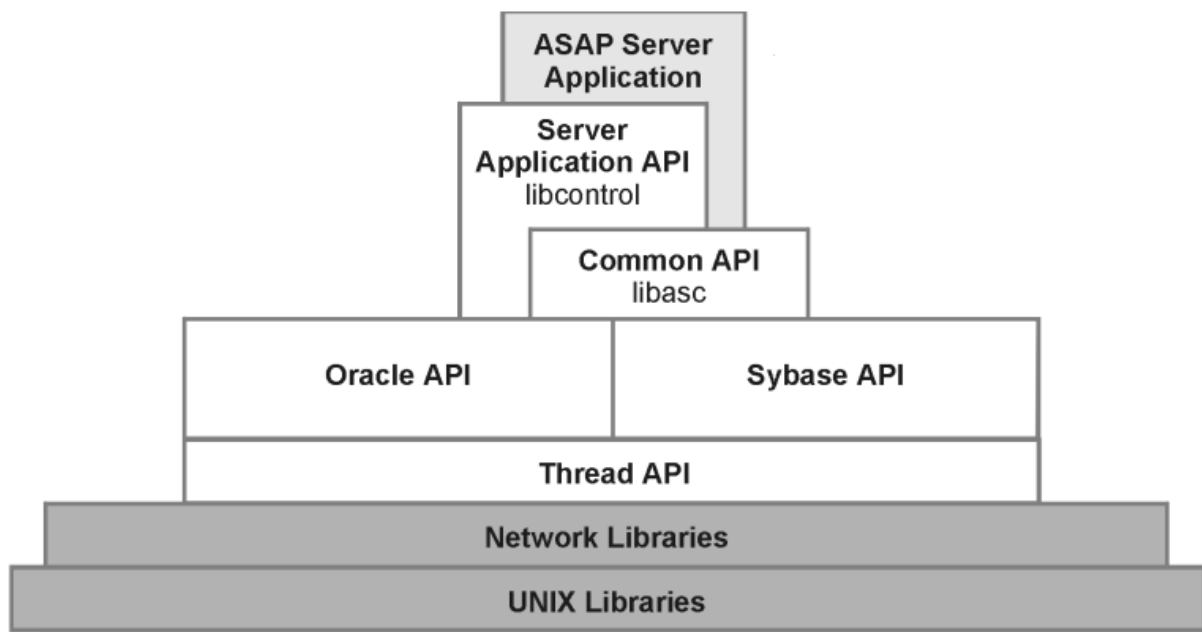 ASAP Server
Application
Server
Application API
libcontrol
Common API
libasc
Oracle API
Sybase API
Thread API
Network Libraries
UNIX Libraries